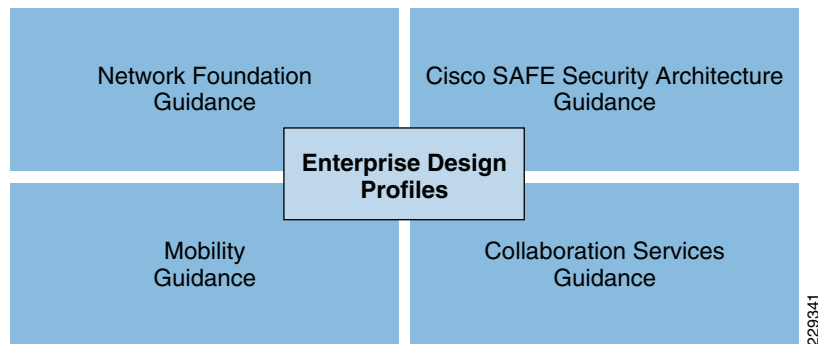 Network Foundation
Guidance
Cisco SAFE Security Architecture
Guidance
Enterprise Design
Profiles
Mobility
Guidance
Collaboration Services
Guidance
229341